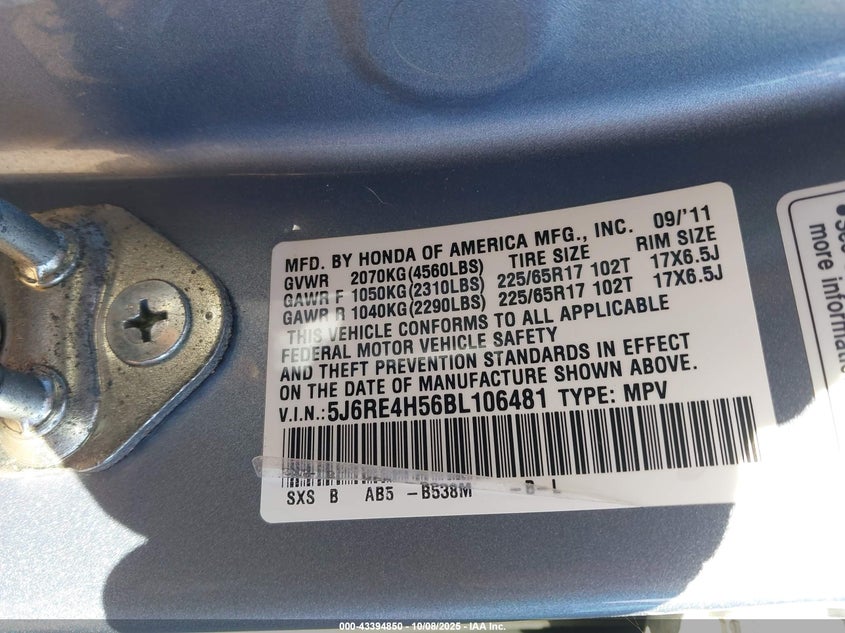 MFD. BY HONDA OF AMERICA MFG., INC. 09/'11
GVWR 2070KG(4560LBS) TIRE SIZE RIM SIZE
GAWR F 1050KG(2310LBS) 225/65R17 102T 17X6.5J
GAWR R 1040KG(2290LBS) 225/65R17 102T 17X6.5J
THIS VEHICLE CONFORMS TO ALL APPLICABLE
FEDERAL MOTOR VEHICLE SAFETY
AND THEFT PREVENTION STANDARDS IN EFFECT
ON THE DATE OF MANUFACTURE SHOWN ABOVE.
V.I.N.: 5J6RE4H56BL106481 TYPE: MPV
SXS B AB5 -B538M -B-L
• See
more informati
000-43394850 - 10/08/2025 - IAA Inc.